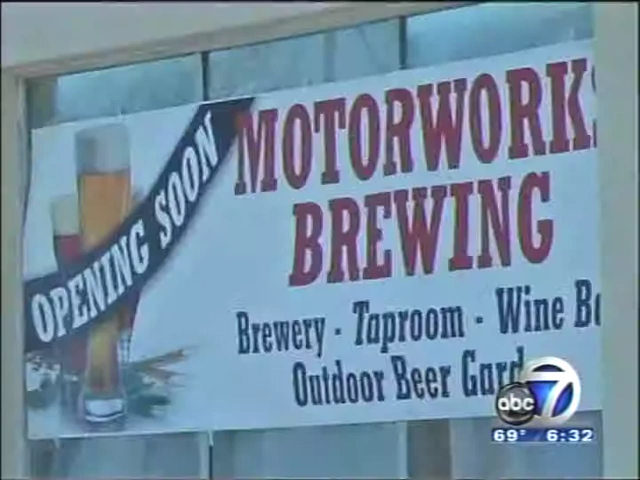 OPENING SOON
MOTORWORKS
BREWING
Brewery - Taproom - Wine
Outdoor Beer
abc 7
69° 6:32